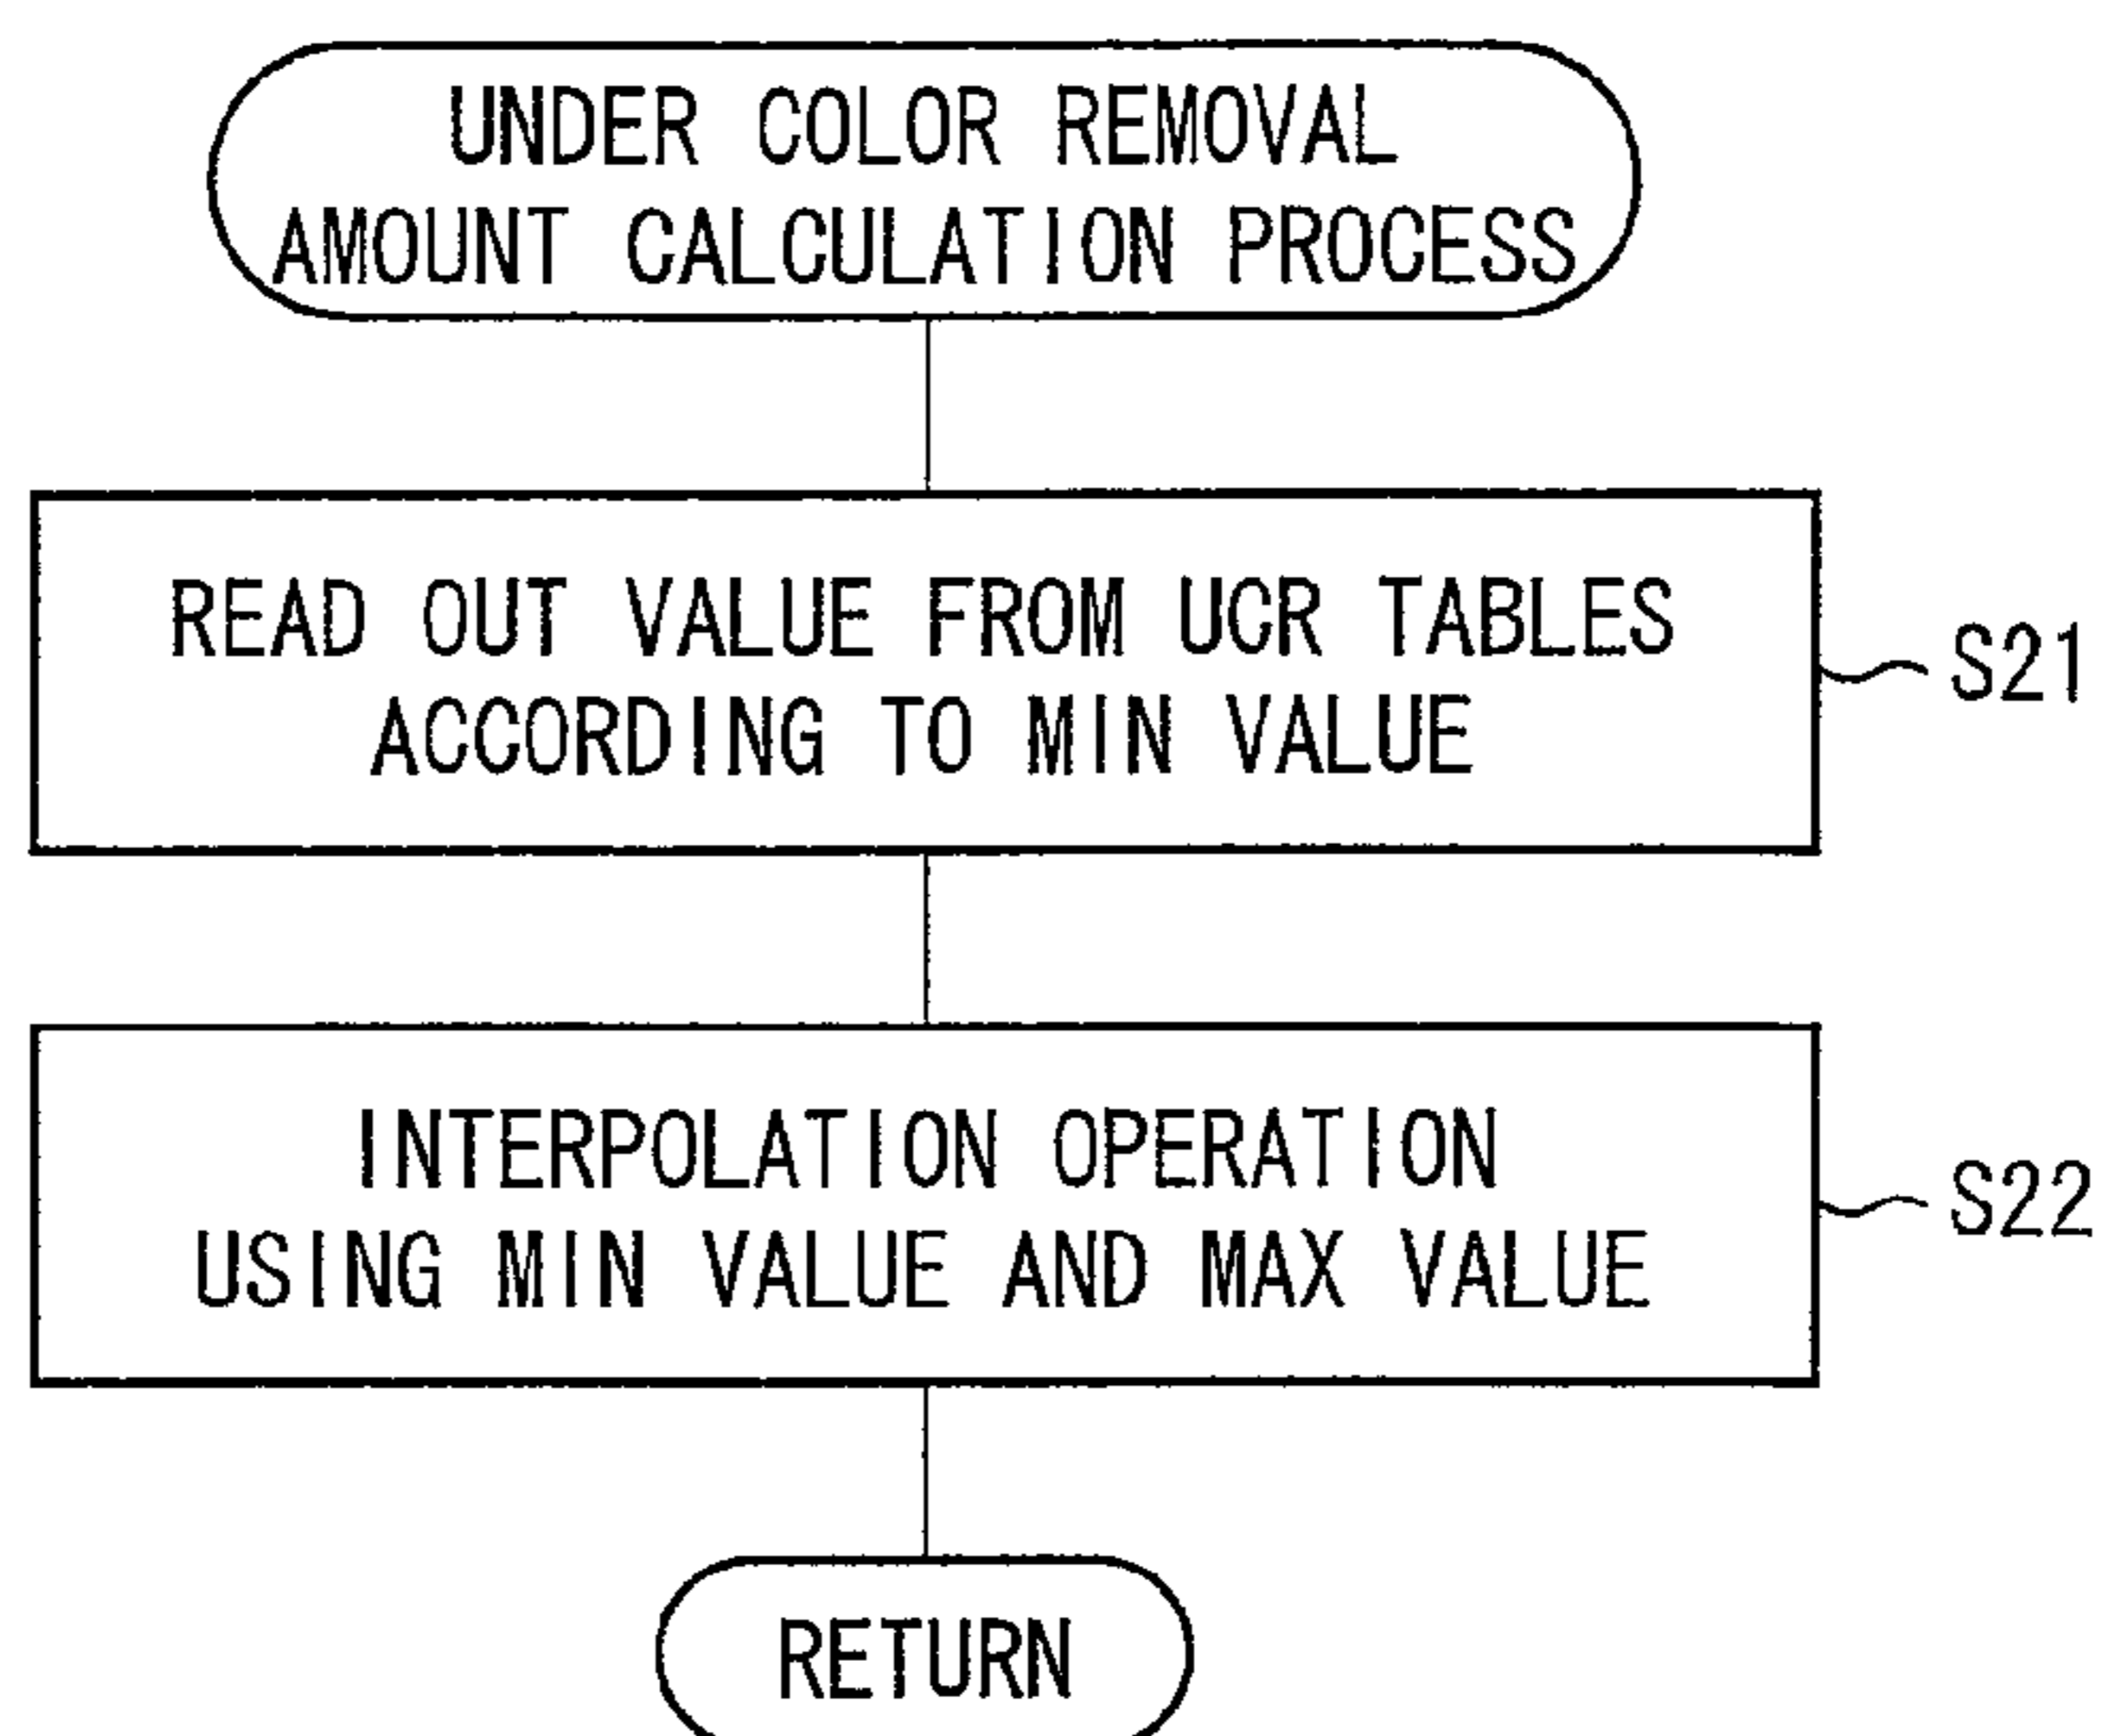 UNDER COLOR REMOVAL
AMOUNT CALCULATION PROCESS
READ OUT VALUE FROM UCR TABLES
ACCORDING TO MIN VALUE
S21
INTERPOLATION OPERATION
USING MIN VALUE AND MAX VALUE
S22
RETURN